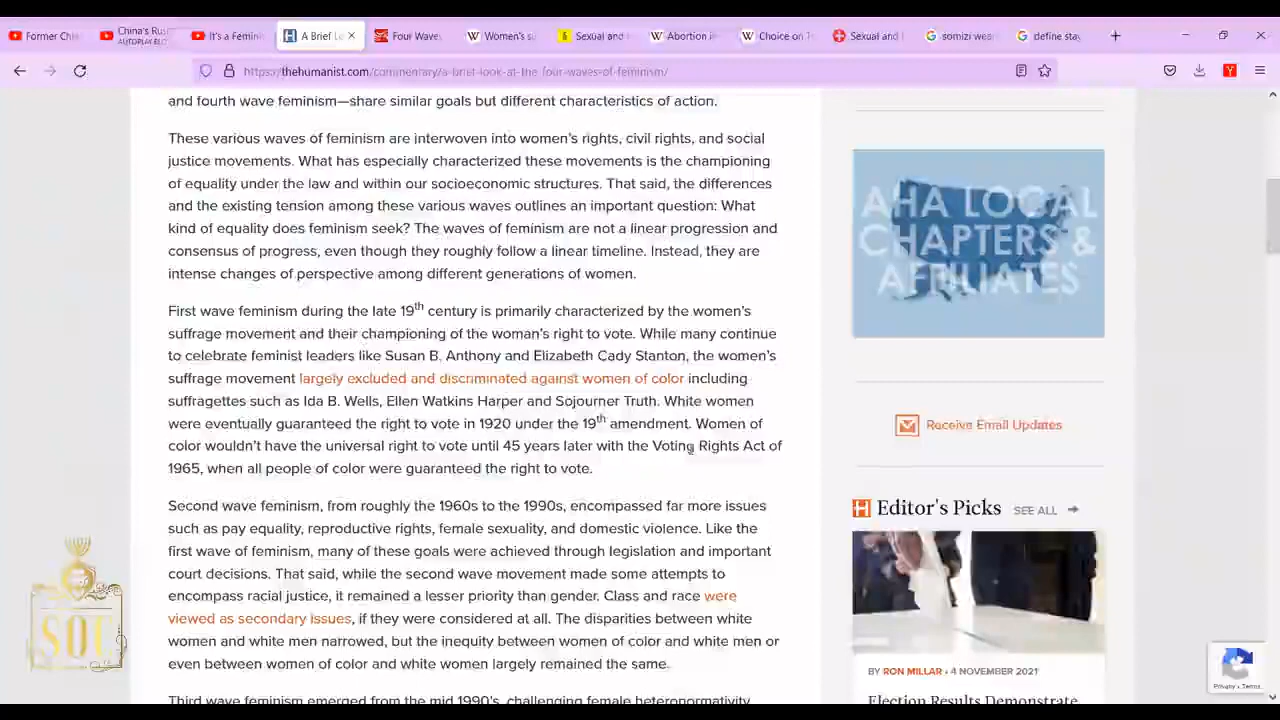 Former Chi
China's Rus
AUTOPLAY BLO
It's a Femin
A Brief Lo
Four Wave
Women's su
Sexual and
Abortion i
Choice on T
Sexual and
somizi wea
define stay
https://thehumanist.com/commentary/a-brief-look-at-the-four-waves-of-feminism/
and fourth wave feminism—share similar goals but different characteristics of action.
These various waves of feminism are interwoven into women's rights, civil rights, and social
justice movements. What has especially characterized these movements is the championing
of equality under the law and within our socioeconomic structures. That said, the differences
and the existing tension among these various waves outlines an important question: What
kind of equality does feminism seek? The waves of feminism are not a linear progression and
consensus of progress, even though they roughly follow a linear timeline. Instead, they are
intense changes of perspective among different generations of women.
First wave feminism during the late 19th century is primarily characterized by the women's
suffrage movement and their championing of the woman's right to vote. While many continue
to celebrate feminist leaders like Susan B. Anthony and Elizabeth Cady Stanton, the women's
suffrage movement largely excluded and discriminated against women of color including
suffragettes such as Ida B. Wells, Ellen Watkins Harper and Sojourner Truth. White women
were eventually guaranteed the right to vote in 1920 under the 19th amendment. Women of
color wouldn't have the universal right to vote until 45 years later with the Voting Rights Act of
1965, when all people of color were guaranteed the right to vote.
Second wave feminism, from roughly the 1960s to the 1990s, encompassed far more issues
such as pay equality, reproductive rights, female sexuality, and domestic violence. Like the
first wave of feminism, many of these goals were achieved through legislation and important
court decisions. That said, while the second wave movement made some attempts to
encompass racial justice, it remained a lesser priority than gender. Class and race were
viewed as secondary issues, if they were considered at all. The disparities between white
women and white men narrowed, but the inequity between women of color and white men or
even between women of color and white women largely remained the same.
Third wave feminism emerged from the mid 1990's, challenging female heteronormativity.
AHA LOCAL
CHAPTERS &
AFFILIATES
Receive Email Updates
H Editor's Picks SEE ALL
BY RON MILLAR • 4 NOVEMBER 2021
Election Results Demonstrate
Privacy • Terms